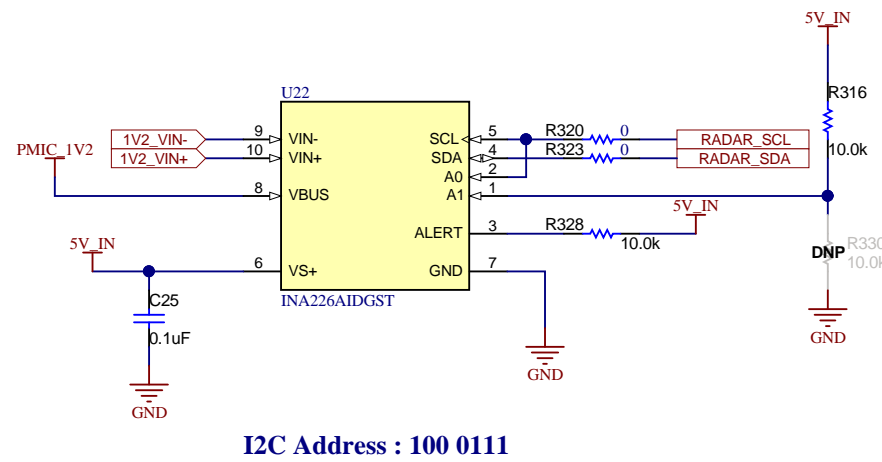 5V_IN
R316
10.0k
U22
1V2_VIN-
9
VIN-
SCL
5
R320
0
RADAR_SCL
PMIC_1V2
1V2_VIN+
10
VIN+
SDA
4
R323
0
RADAR_SDA
A0
2
8
VBUS
A1
1
5V_IN
ALERT
3
R328
10.0k
5V_IN
6
VS+
GND
7
DNP
R330
10.0k
INA226AIDGST
C25
0.1uF
GND
GND
GND
I2C Address : 100 0111